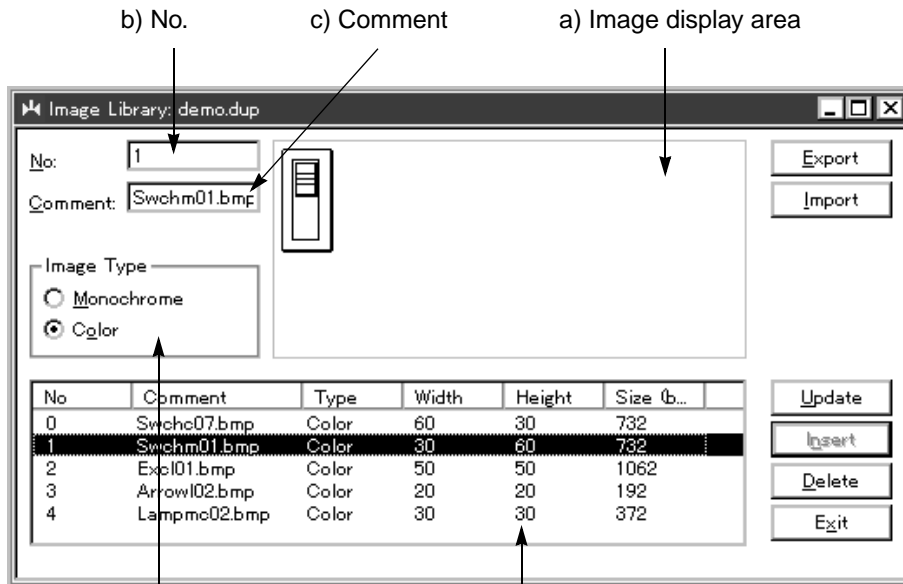 b) No. c) Comment a) Image display area
Image Library: demo.dup
No: 1
Export
Comment: Swchm01.bmp
Import
Image Type
Monochrome
Color
No Comment Type Width Height Size (b...
Update
0 Swchc07.bmp Color 60 30 732
1 Swchm01.bmp Color 30 60 732
Insert
2 Excl01.bmp Color 50 50 1062
3 Arrowl02.bmp Color 20 20 192
Delete
4 Lampmc02.bmp Color 30 30 372
Exit